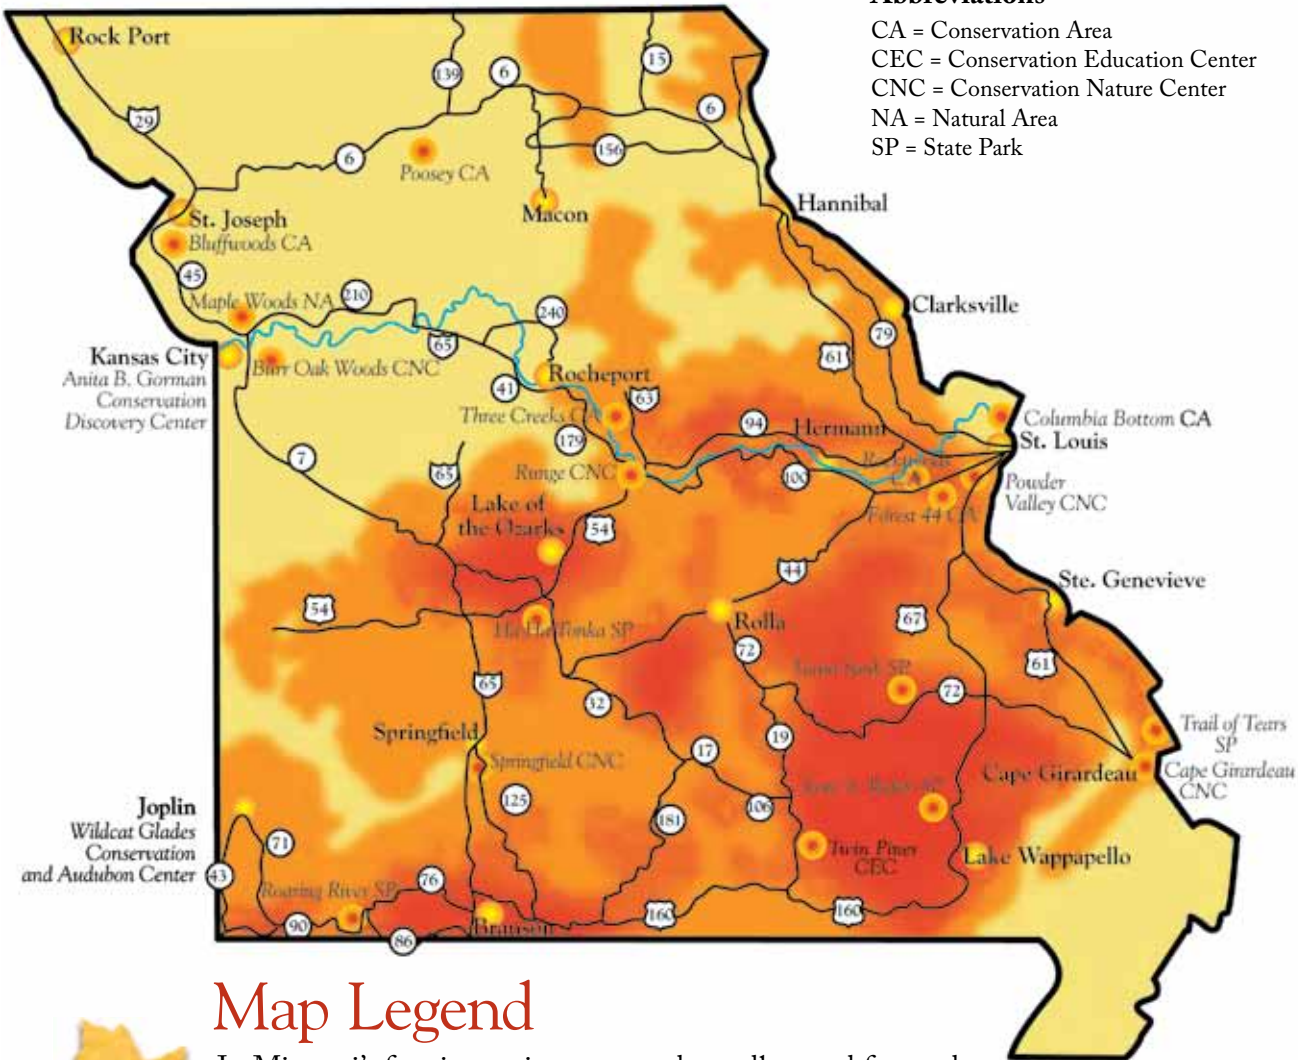 Abbreviations
CA = Conservation Area
CEC = Conservation Education Center
CNC = Conservation Nature Center
NA = Natural Area
SP = State Park
Rock Port
139
6
15
29
6
6
156
Poosey CA
Macon
Hannibal
St. Joseph
Bluffwoods CA
45
Maple Woods NA
210
240
Clarksville
79
61
65
Kansas City
Anita B. Gorman
Conservation
Discovery Center
Burr Oak Woods CNC
41
Rocheport
63
Three Creeks CA
94
Hermann
Columbia Bottom CA
St. Louis
179
7
65
Runge CNC
100
Rockwoods
CA
Powder
Valley CNC
Forest 44 CA
Lake of
the Ozarks
54
44
Ste. Genevieve
54
Ha Ha Tonka SP
Rolla
67
72
61
65
72
32
Trail of Tears
SP
Springfield
17
19
Springfield CNC
Cape Girardeau
Cape Girardeau
CNC
125
106
Joplin
Wildcat Glades
Conservation
and Audubon Center
181
71
43
Twin Pines
CEC
Lake Wappapello
Roaring River SP
76
160
160
90
86
Branson
Map Legend